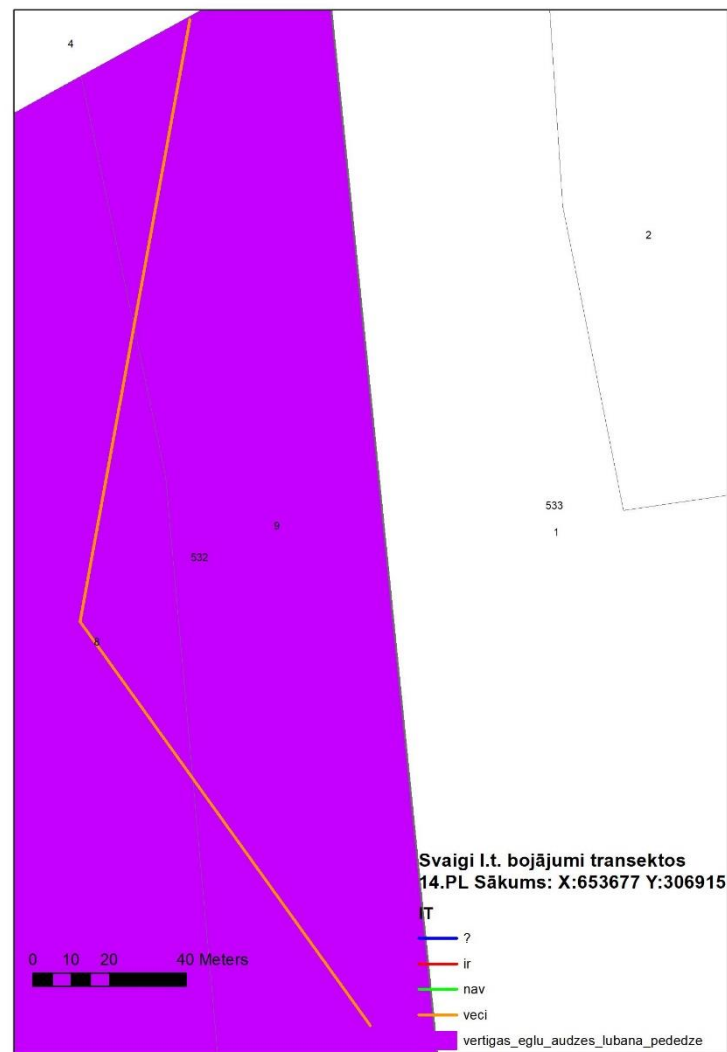 4
2
533
1
9
532
8
Svaigi I.t. bojājumi transektos
14.PL Sākums: X:653677 Y:306915
IT
?
ir
nav
veci
vertigas_eglu_audzes_lubana_pededze
0 10 20 40 Meters